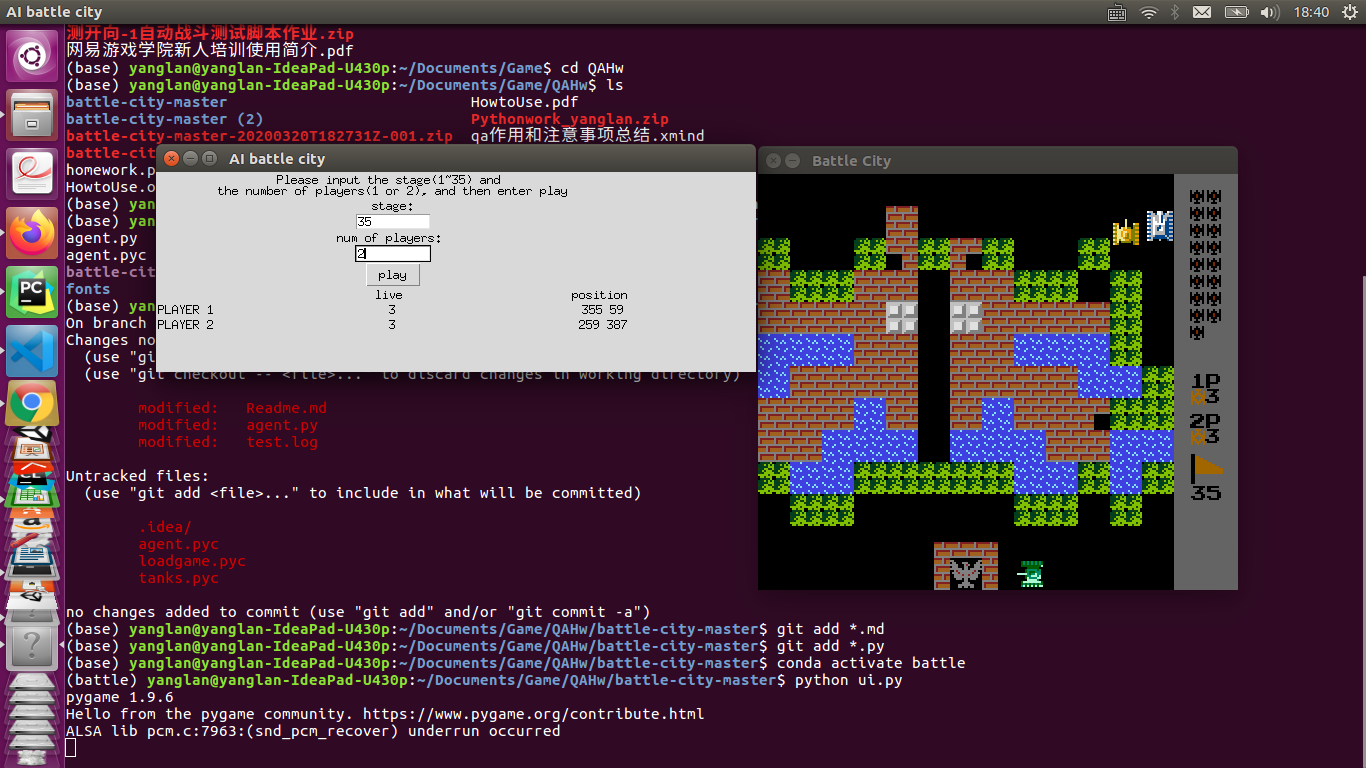 AI battle city
18:40
测开向-1自动战斗测试脚本作业.zip
网易游戏学院新人培训使用简介.pdf
(base) yanglan@yanglan-IdeaPad-U430p:~/Documents/Game$ cd QAHw
(base) yanglan@yanglan-IdeaPad-U430p:~/Documents/Game/QAHw$ ls
battle-city-master HowtoUse.pdf
battle-city-master (2) Pythonwork_yanglan.zip
battle-city-master-20200320T182731Z-001.zip qa作用和注意事项总结.xmind
battle-cit
homework.p
HowtoUse.o
(base) yan
(base) yan
agent.py
agent.pyc
battle-cit
fonts
(base) yan
On branch
Changes no
(use "gi
(use "git checkout -- <file>..." to discard changes in working directory)
modified: Readme.md
modified: agent.py
modified: test.log
Untracked files:
(use "git add <file>..." to include in what will be committed)
.idea/
agent.pyc
loadgame.pyc
tanks.pyc
no changes added to commit (use "git add" and/or "git commit -a")
(base) yanglan@yanglan-IdeaPad-U430p:~/Documents/Game/QAHw/battle-city-master$ git add *.md
(base) yanglan@yanglan-IdeaPad-U430p:~/Documents/Game/QAHw/battle-city-master$ git add *.py
(base) yanglan@yanglan-IdeaPad-U430p:~/Documents/Game/QAHw/battle-city-master$ conda activate battle
(battle) yanglan@yanglan-IdeaPad-U430p:~/Documents/Game/QAHw/battle-city-master$ python ui.py
pygame 1.9.6
Hello from the pygame community. https://www.pygame.org/contribute.html
ALSA lib pcm.c:7963:(snd_pcm_recover) underrun occurred
AI battle city
Please input the stage(1~35) and
the number of players(1 or 2), and then enter play
stage:
35
num of players:
2
play
live position
PLAYER 1 3 355 59
PLAYER 2 3 259 387
Battle City
1P
3
2P
3
35
PC